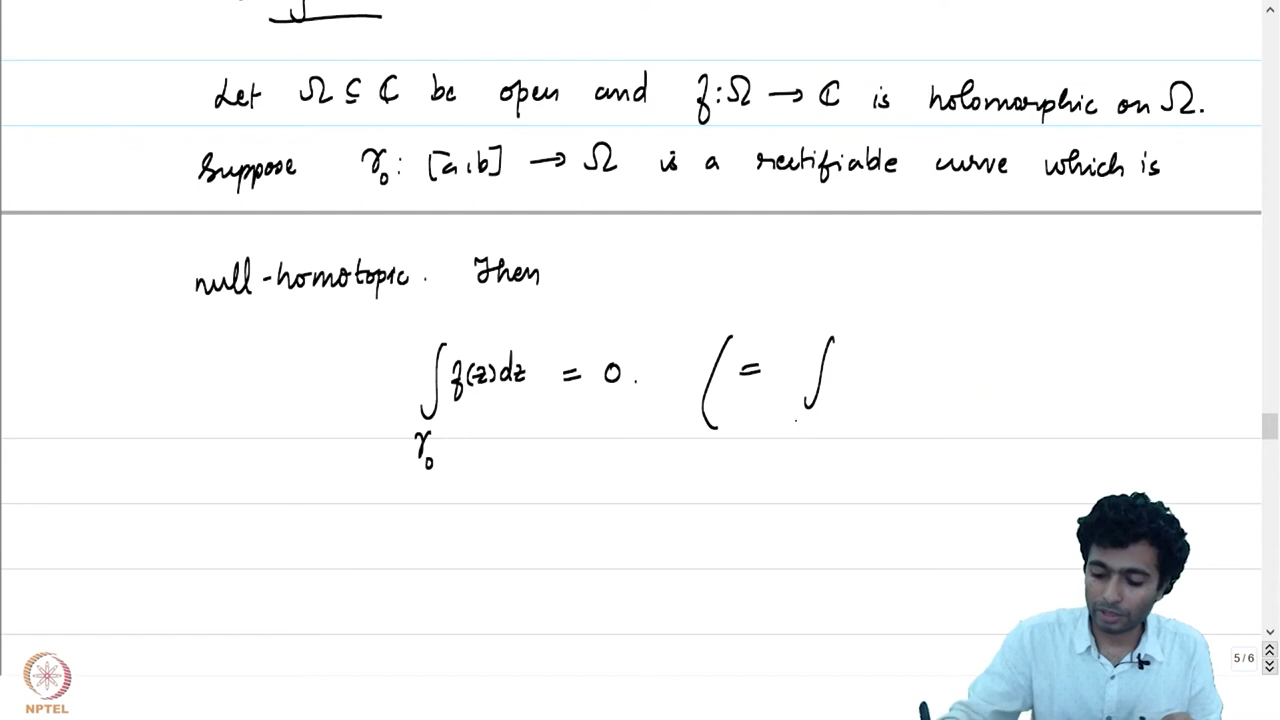 Let Ω ⊆ ℂ be open and f : Ω → ℂ is holomorphic on Ω.
Suppose γ₀ : [a,b] → Ω is a rectifiable curve which is
null-homotopic. Then
∫_γ₀ f(z)dz = 0. ( = ∫
5 / 6
NPTEL